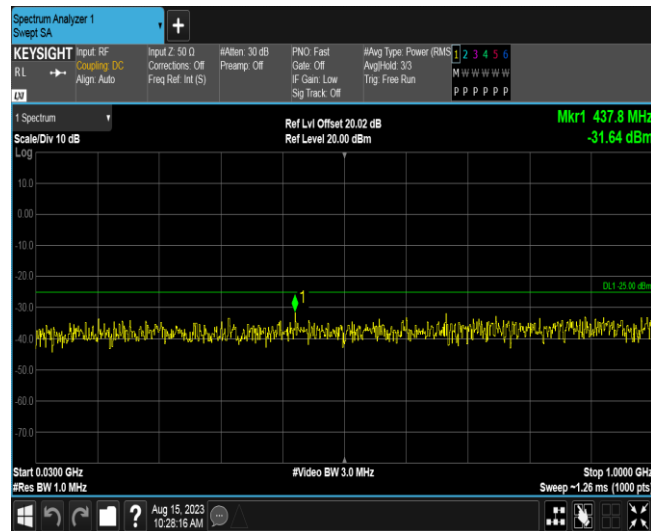 Spectrum Analyzer 1
Swept SA
+
KEYSIGHT
RL
LXI
Input: RF
Coupling: DC
Align: Auto
Input Z: 50 Ω
Corrections: Off
Freq Ref: Int (S)
#Atten: 30 dB
Preamp: Off
PNO: Fast
Gate: Off
IF Gain: Low
Sig Track: Off
#Avg Type: Power (RMS
Avg|Hold: 3/3
Trig: Free Run
1 2 3 4 5 6
M W W W W W
P P P P P P
1 Spectrum
Scale/Div 10 dB
Log
Ref Lvl Offset 20.02 dB
Ref Level 20.00 dBm
Mkr1 437.8 MHz
-31.64 dBm
10.0
0.00
-10.0
-20.0
DL1 -25.00 dBm
1
-30.0
-40.0
-50.0
-60.0
-70.0
Start 0.0300 GHz
#Video BW 3.0 MHz
Stop 1.0000 GHz
#Res BW 1.0 MHz
Sweep ~1.26 ms (1000 pts)
?
Aug 15, 2023
10:28:16 AM